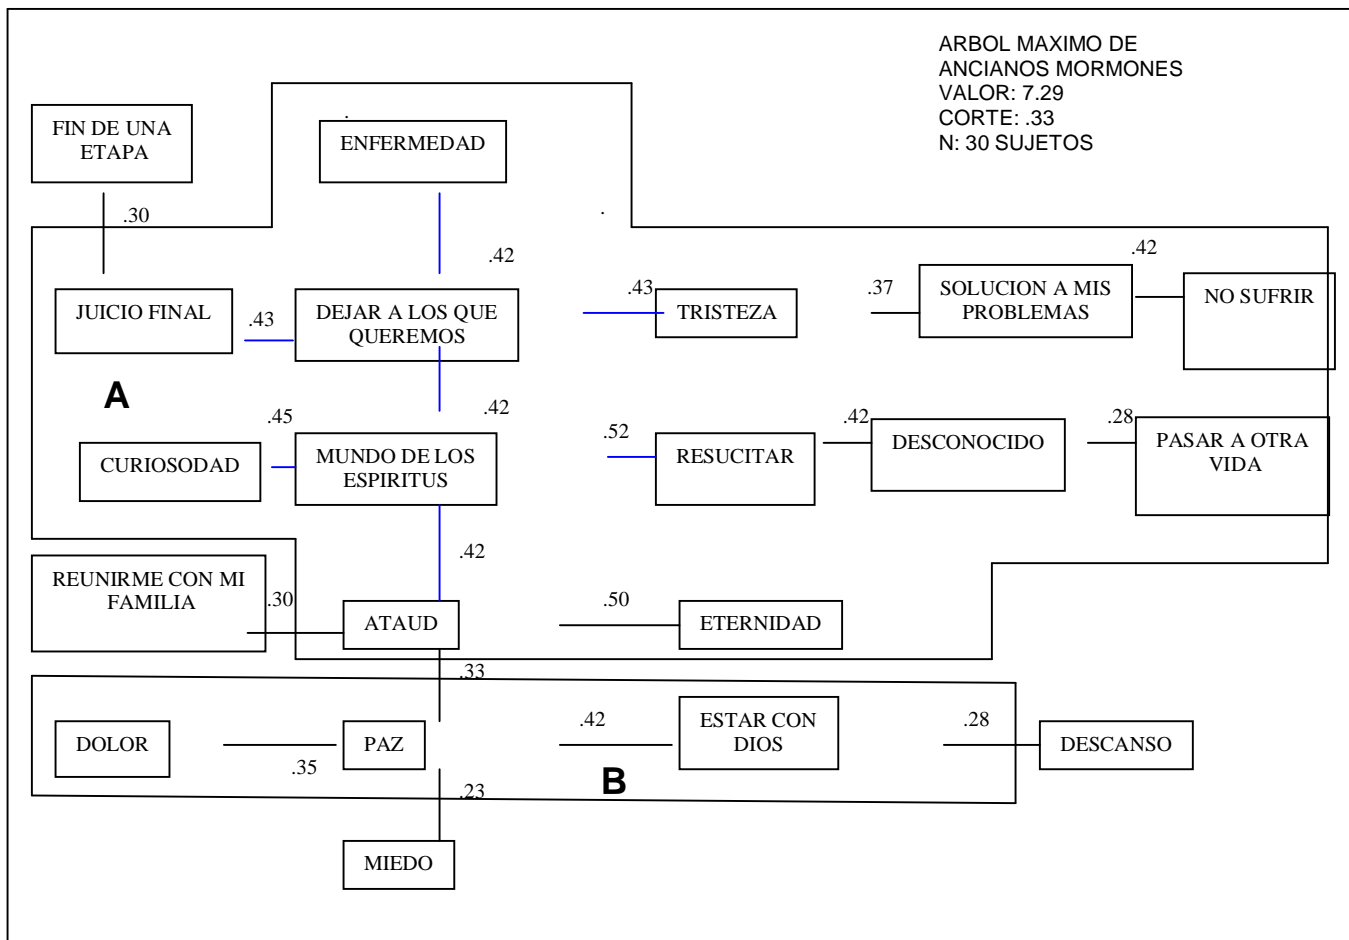 ARBOL MAXIMO DE
ANCIANOS MORMONES
VALOR: 7.29
CORTE: .33
N: 30 SUJETOS
FIN DE UNA
ETAPA
ENFERMEDAD
.30
.42
JUICIO FINAL
.43
DEJAR A LOS QUE
QUEREMOS
.43
TRISTEZA
.37
SOLUCION A MIS
PROBLEMAS
.42
NO SUFRIR
A
CURIOSODAD
.45
MUNDO DE LOS
ESPIRITUS
.42
.52
RESUCITAR
.42
DESCONOCIDO
.28
PASAR A OTRA
VIDA
.42
REUNIRME CON MI
FAMILIA
.30
ATAUD
.50
ETERNIDAD
.33
DOLOR
.35
PAZ
.42
ESTAR CON
DIOS
.28
DESCANSO
B
.23
MIEDO